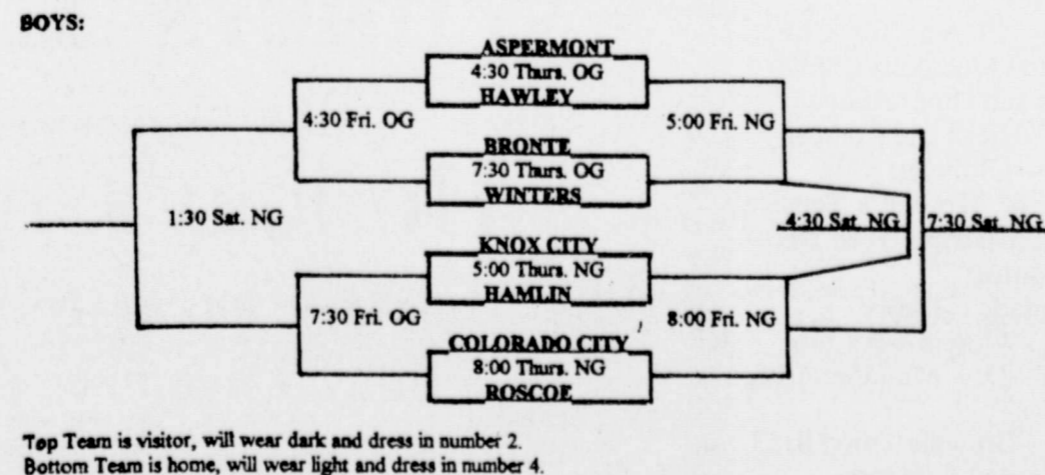 BOYS:
ASPERMONT
4:30 Thurs. OG
HAWLEY
4:30 Fri. OG
5:00 Fri. NG
BRONTE
7:30 Thurs. OG
WINTERS
1:30 Sat. NG
4:30 Sat. NG
7:30 Sat. NG
KNOX CITY
5:00 Thurs. NG
HAMLIN
7:30 Fri. OG
8:00 Fri. NG
COLORADO CITY
8:00 Thurs. NG
ROSCOE
Top Team is visitor, will wear dark and dress in number 2.
Bottom Team is home, will wear light and dress in number 4.